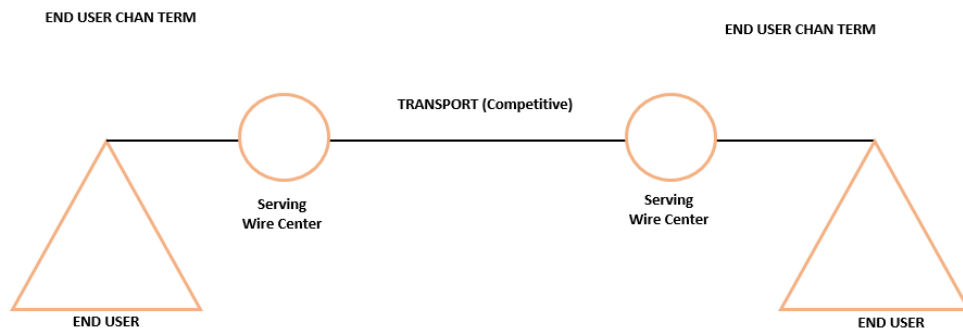 END USER CHAN TERM
END USER CHAN TERM
TRANSPORT (Competitive)
Serving
Wire Center
Serving
Wire Center
END USER
END USER